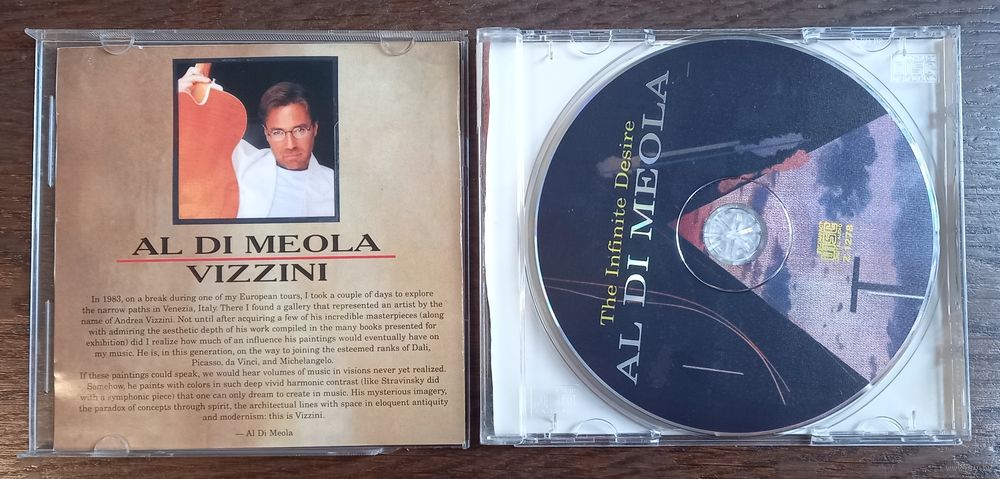 AL DI MEOLA
VIZZINI
In 1983, on a break during one of my European tours, I took a couple of days to explore
the narrow paths in Venezia, Italy. There I found a gallery that represented an artist by the
name of Andrea Vizzini. Not until after acquiring a few of his incredible masterpieces (along
with admiring the aesthetic depth of his work compiled in the many books presented for
exhibition) did I realize how much of an influence his paintings would eventually have on
my music. He is, in this generation, on the way to joining the esteemed ranks of Dali,
Picasso, da Vinci, and Michelangelo.
If these paintings could speak, we would hear volumes of music in visions never yet realized.
Somehow, he paints with colors in such deep vivid harmonic contrast (like Stravinsky did
with a symphonic piece) that one can only dream to create in music. His mysterious imagery,
the paradox of concepts through spirit, the architectural lines with space in eloquent antiquity
and modernism: this is Vizzini.
— Al Di Meola
The Infinite Desire
AL DI MEOLA
Z 1278